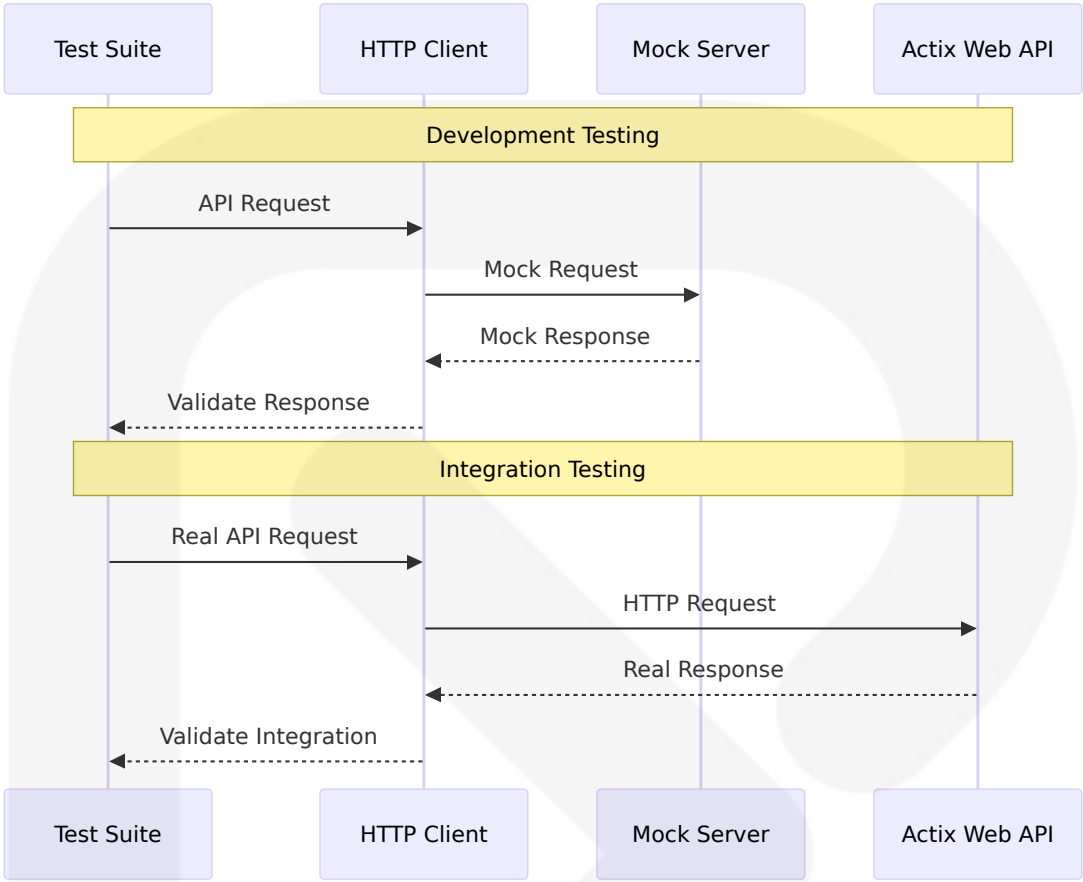 Test Suite
HTTP Client
Mock Server
Actix Web API
Development Testing
API Request
Mock Request
Mock Response
Validate Response
Integration Testing
Real API Request
HTTP Request
Real Response
Validate Integration
Test Suite
HTTP Client
Mock Server
Actix Web API